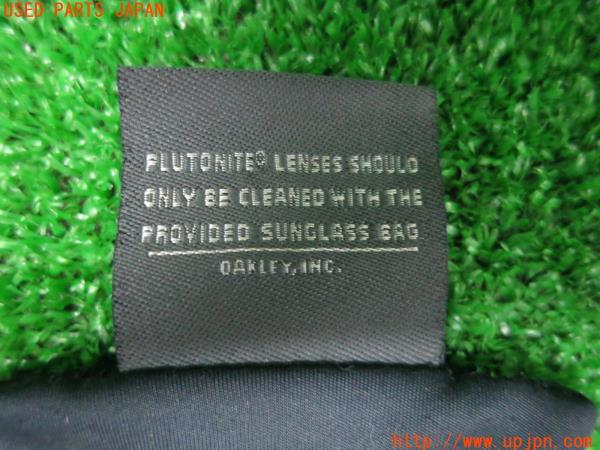 USED PARTS JAPAN
PLUTONITE® LENSES SHOULD
ONLY BE CLEANED WITH THE
PROVIDED SUNGLASS BAG
OAKLEY, INC.
http://www.upjpn.com/